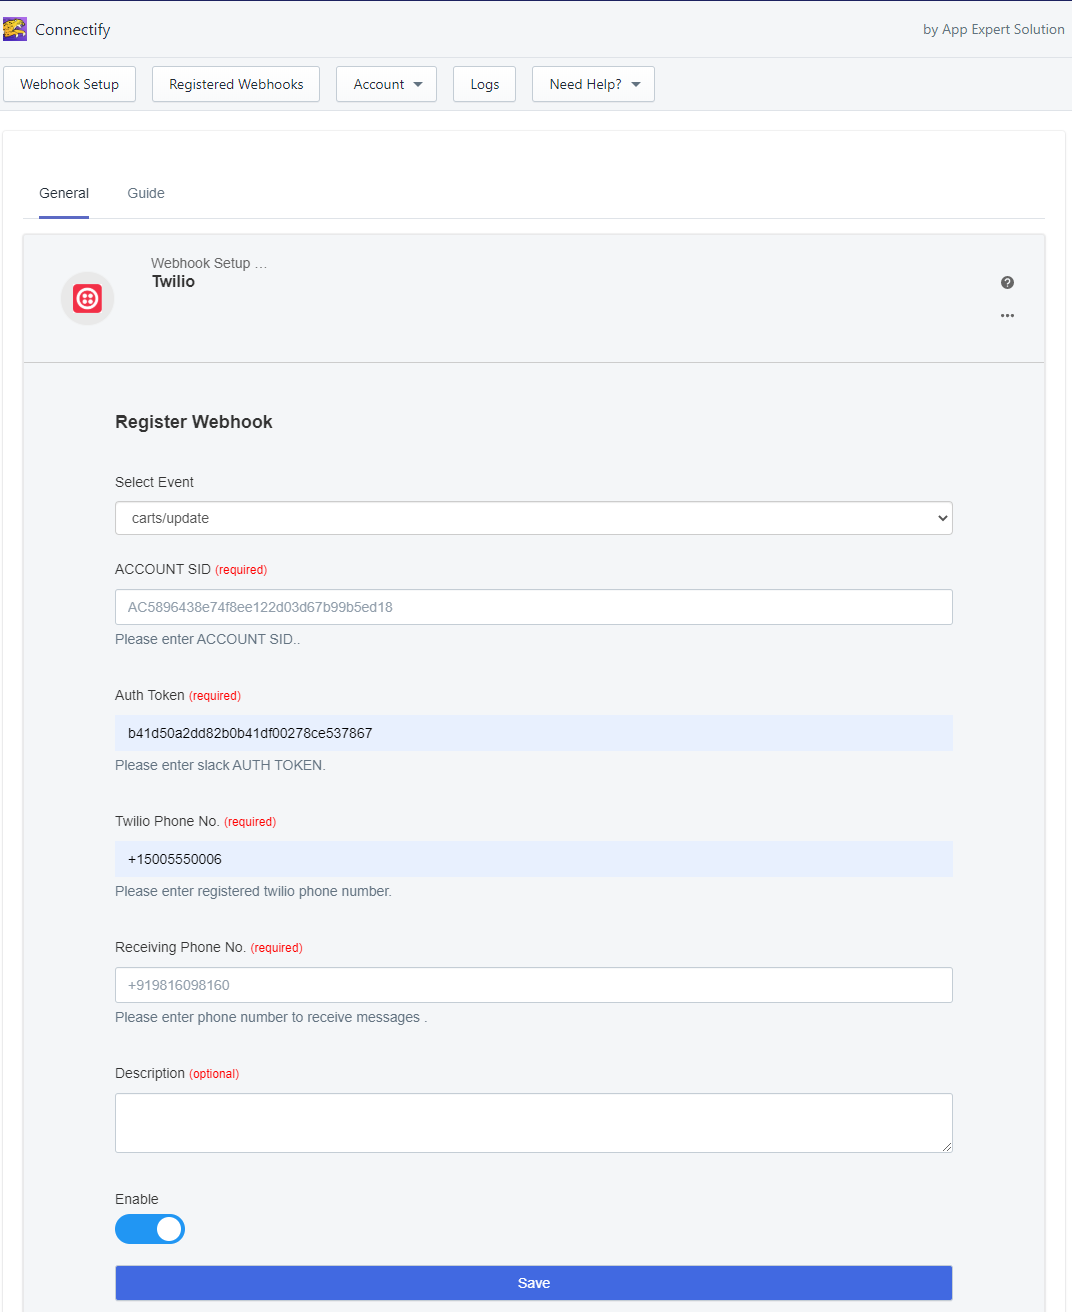 Connectify
by App Expert Solution
Webhook Setup Registered Webhooks Account Logs Need Help?
General Guide
Webhook Setup ...
Twilio
Register Webhook
Select Event
carts/update
ACCOUNT SID (required)
AC5896438e74f8ee122d03d67b99b5ed18
Please enter ACCOUNT SID..
Auth Token (required)
b41d50a2dd82b0b41df00278ce537867
Please enter slack AUTH TOKEN.
Twilio Phone No. (required)
+15005550006
Please enter registered twilio phone number.
Receiving Phone No. (required)
+919816098160
Please enter phone number to receive messages .
Description (optional)
Enable
Save